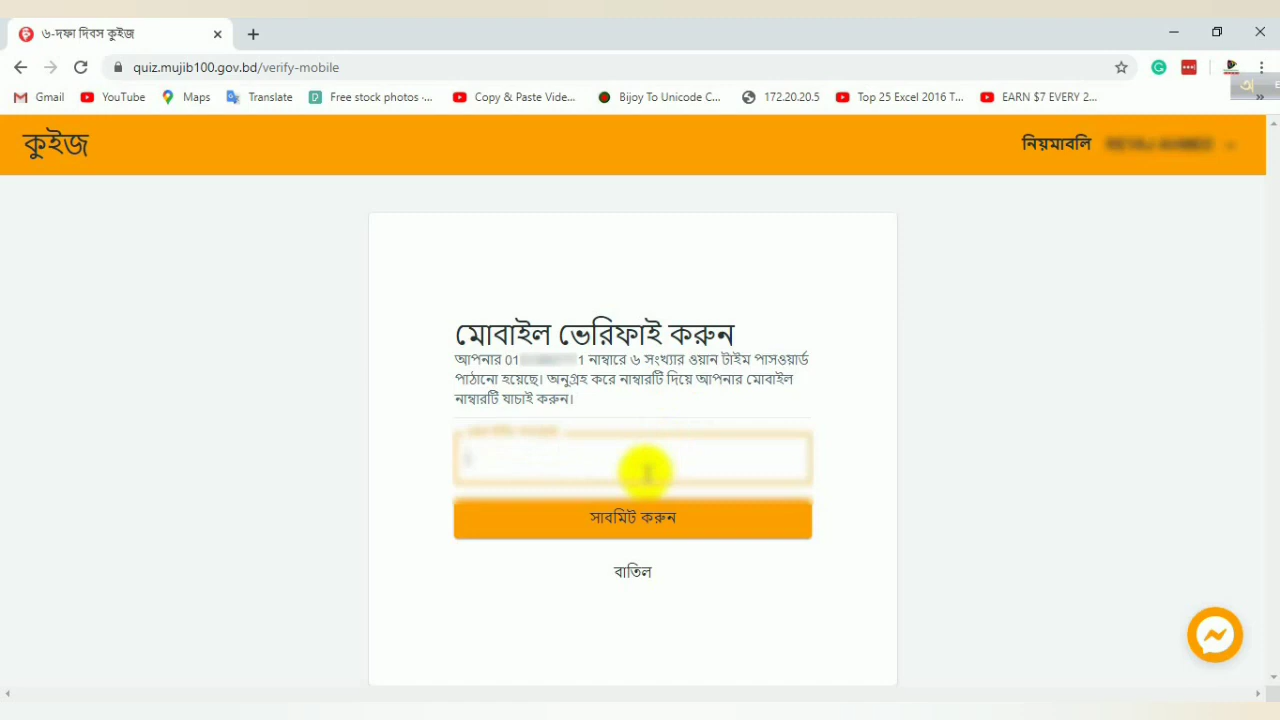 ৬-দফা দিবস কুইজ
quiz.mujib100.gov.bd/verify-mobile
Gmail YouTube Maps Translate Free stock photos -... Copy & Paste Vide... Bijoy To Unicode C... 172.20.20.5 Top 25 Excel 2016 T... EARN $7 EVERY 2...
অ
কুইজ নিয়মাবলি
মোবাইল ভেরিফাই করুন
আপনার 01 1 নাম্বারে ৬ সংখ্যার ওয়ান টাইম পাসওয়ার্ড
পাঠানো হয়েছে। অনুগ্রহ করে নাম্বারটি দিয়ে আপনার মোবাইল
নাম্বারটি যাচাই করুন।
সাবমিট করুন
বাতিল